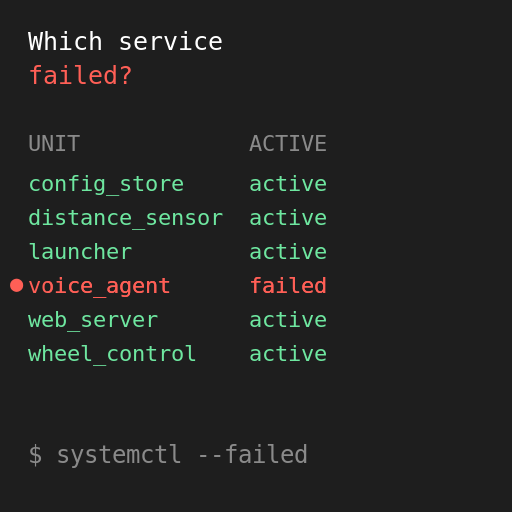 Which service
failed?
UNIT ACTIVE
config_store active
distance_sensor active
launcher active
voice_agent failed
web_server active
wheel_control active
$ systemctl --failed